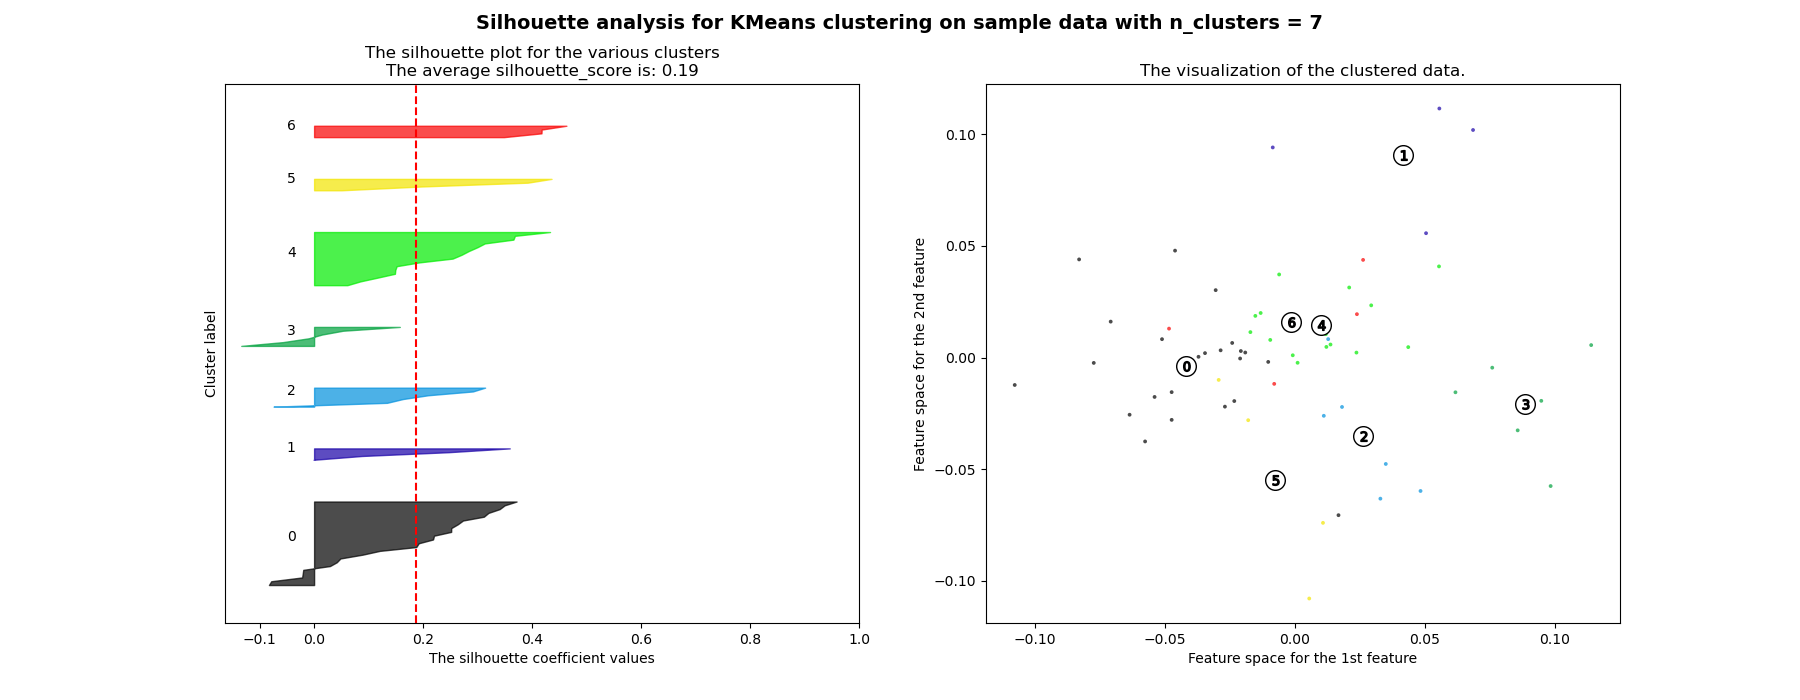 Silhouette analysis for KMeans clustering on sample data with n_clusters = 7
The silhouette plot for the various clusters
The average silhouette_score is: 0.19
6
5
4
3
2
1
0
Cluster label
−0.1 0.0 0.2 0.4 0.6 0.8 1.0
The silhouette coefficient values
The visualization of the clustered data.
0.10
0.05
0.00
−0.05
−0.10
Feature space for the 2nd feature
1
6 4
0
3
2
5
−0.10 −0.05 0.00 0.05 0.10
Feature space for the 1st feature